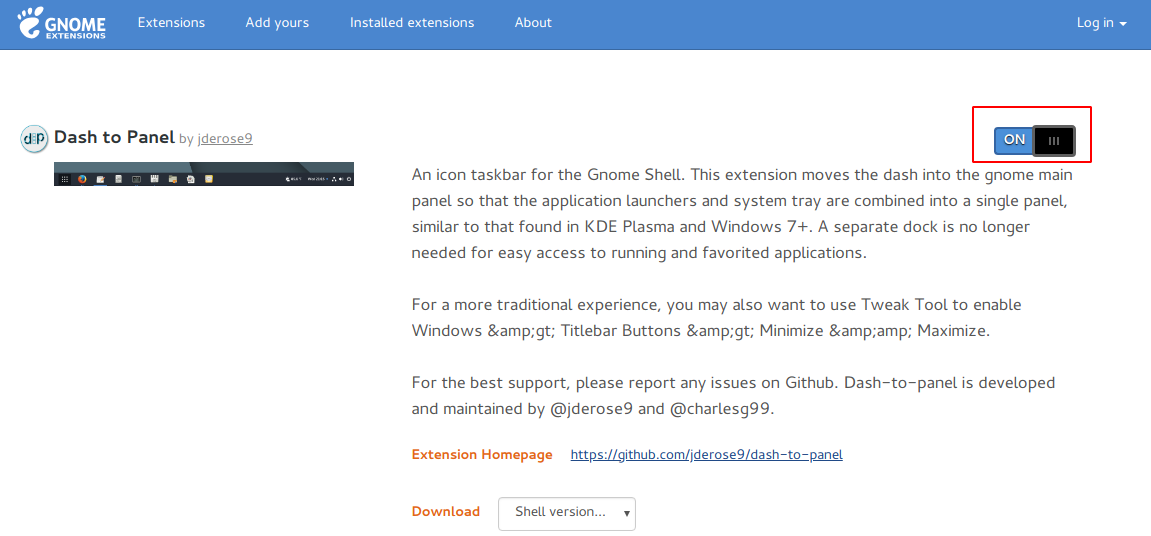 GNOME EXTENSIONS
Extensions Add yours Installed extensions About Log in
d2p Dash to Panel by jderose9
ON
An icon taskbar for the Gnome Shell. This extension moves the dash into the gnome main
panel so that the application launchers and system tray are combined into a single panel,
similar to that found in KDE Plasma and Windows 7+. A separate dock is no longer
needed for easy access to running and favorited applications.
For a more traditional experience, you may also want to use Tweak Tool to enable
Windows &amp;gt; Titlebar Buttons &amp;gt; Minimize &amp;amp; Maximize.
For the best support, please report any issues on Github. Dash-to-panel is developed
and maintained by @jderose9 and @charlesg99.
Extension Homepage https://github.com/jderose9/dash-to-panel
Download Shell version...